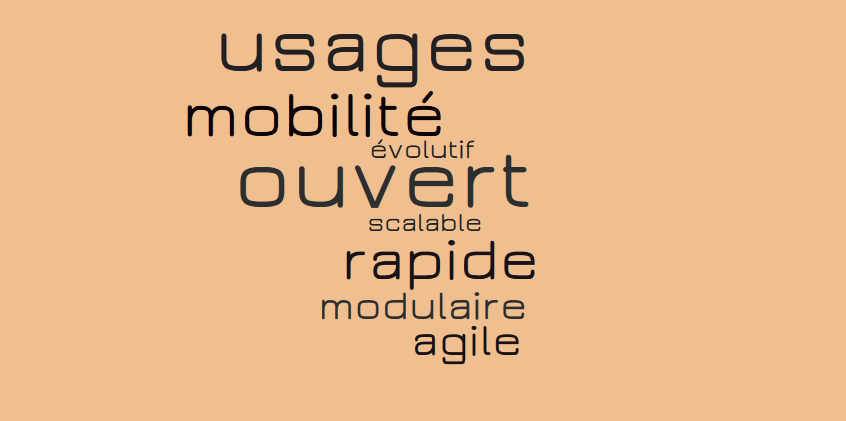 usages
mobilité
évolutif
ouvert
scalable
rapide
modulaire
agile